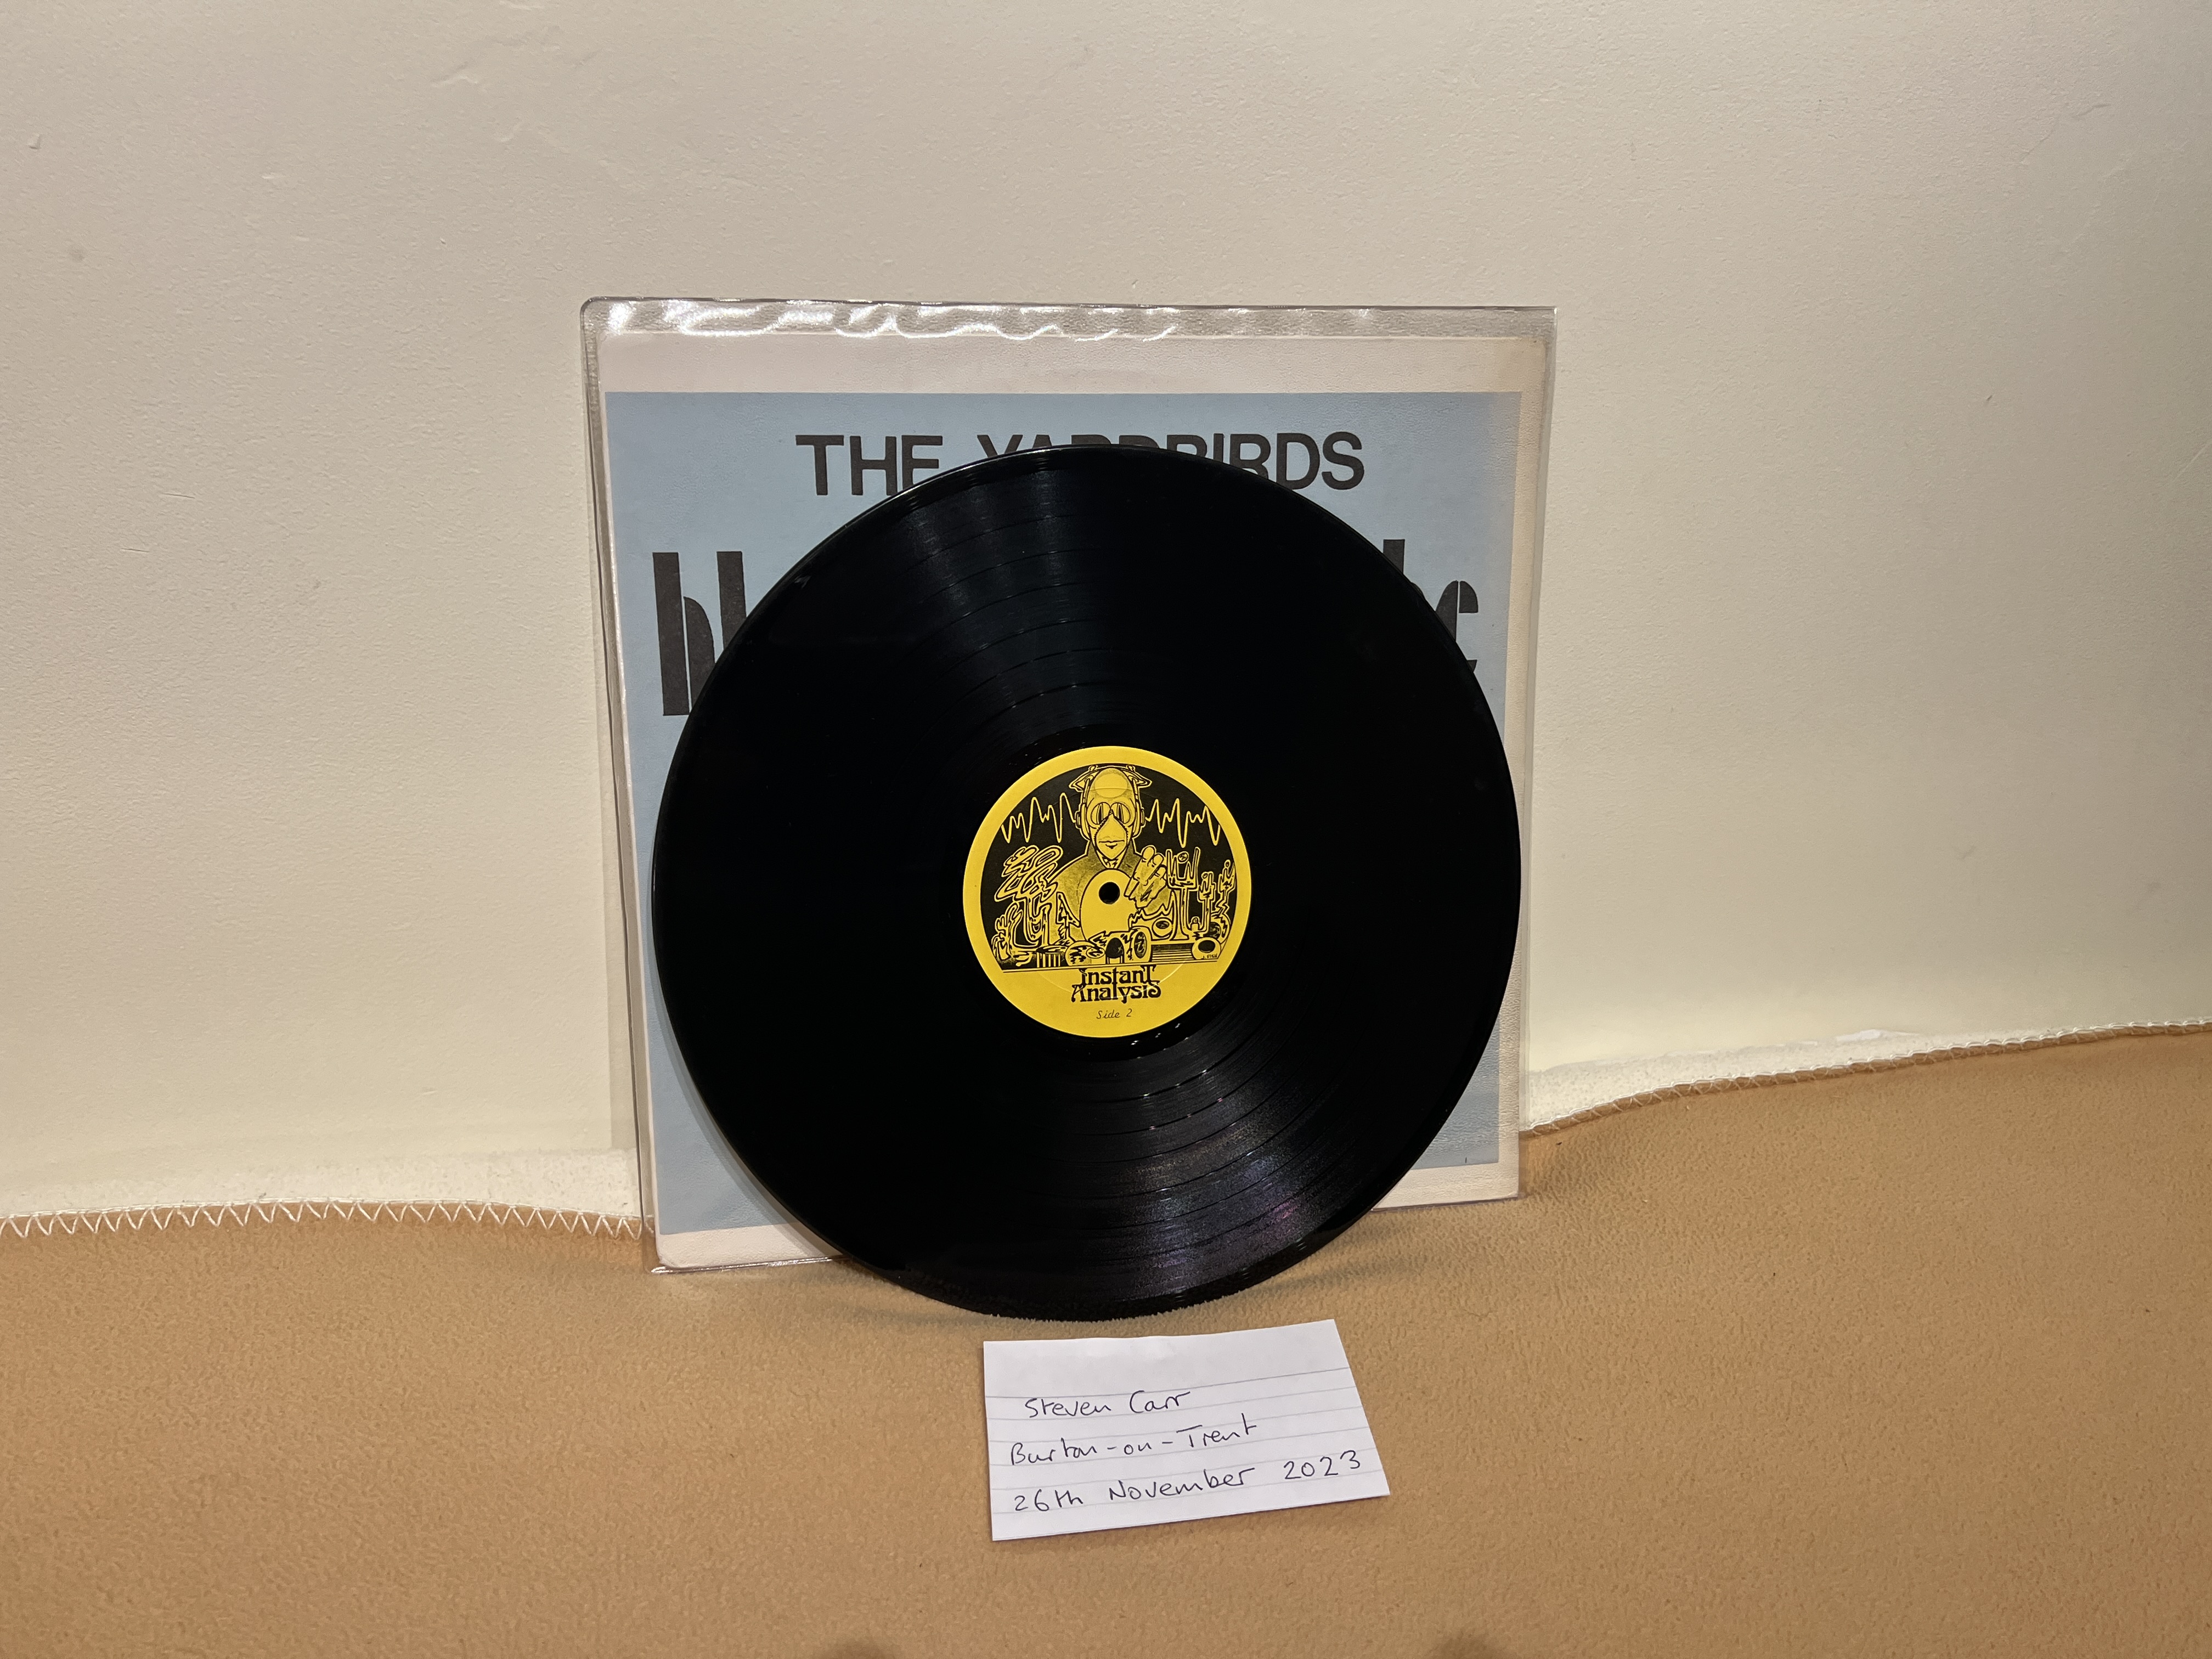 THE YARDBIRDS
Instant
Analysis
Side 2
Steven Carr
Burton-on-Trent
26th November 2023